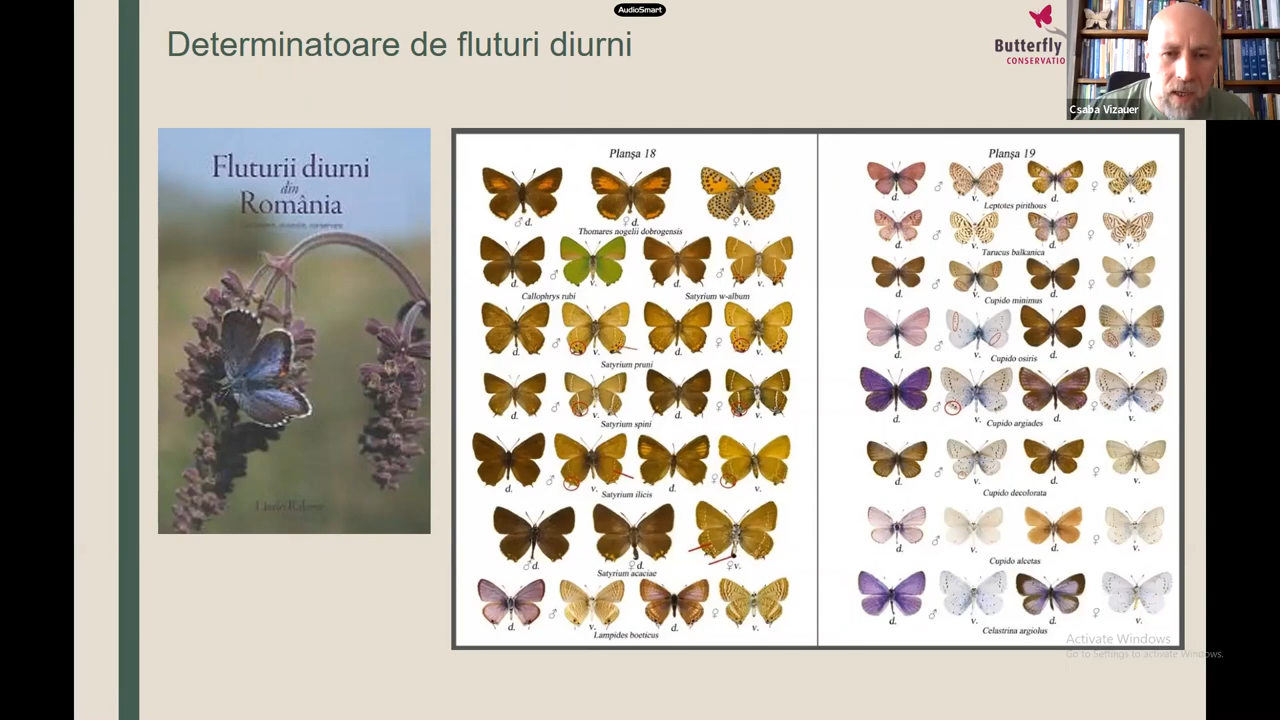 AudioSmart
Determinatoare de fluturi diurni
Butterfly
CONSERVATIO
Csaba Vizauer
Fluturii diurni
din
România
Planșa 18
♂ d. ♀ d. ♀ v.
Thomares nogelii dobrogensis
d. ♂ v. d. v.
Callophrys rubi Satyrium w-album
d. ♂ v. d. ♀ v.
Satyrium pruni
d. ♂ v. d. ♀ v.
Satyrium spini
d. ♂ v. d. ♀ v.
Satyrium ilicis
♂ d. ♀ d. ♀ v.
Satyrium acaciae
d. ♂ v. d. ♀ v.
Lampides boeticus
Planșa 19
d. ♂ v. d. ♀ v.
Leptotes pirithous
d. ♂ v. d. ♀ v.
Tarucus balkanica
d. ♂ v. d. ♀ v.
Cupido minimus
d. ♂ v. d. ♀ v.
Cupido osiris
d. ♂ v. d. ♀ v.
Cupido argiades
d. ♂ v. d. ♀ v.
Cupido decolorata
d. ♂ v. d. ♀ v.
Cupido alcetas
d. ♂ v. d. ♀ v.
Celastrina argiolus
Activate Windows
Go to Settings to activate Windows.